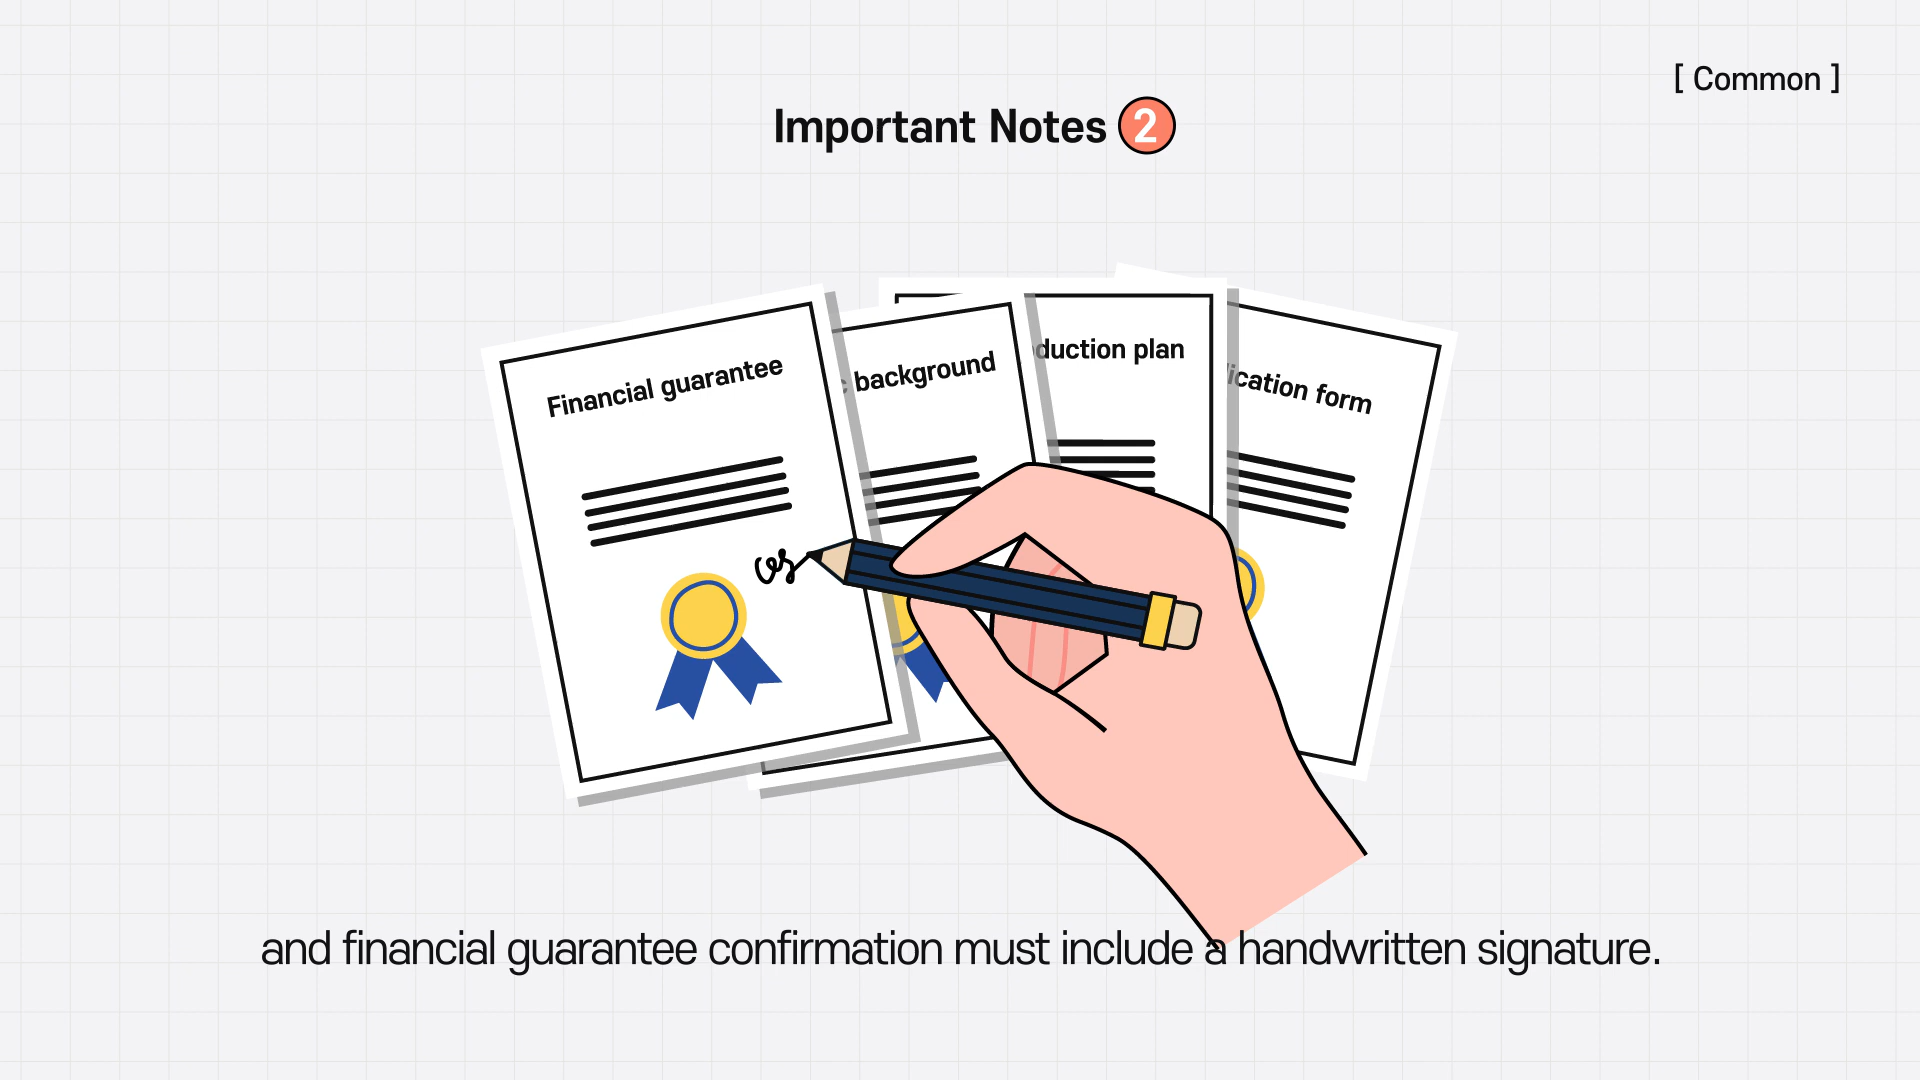 [ Common ]
Important Notes 2
Financial guarantee
background
duction plan
ication form
and financial guarantee confirmation must include a handwritten signature.